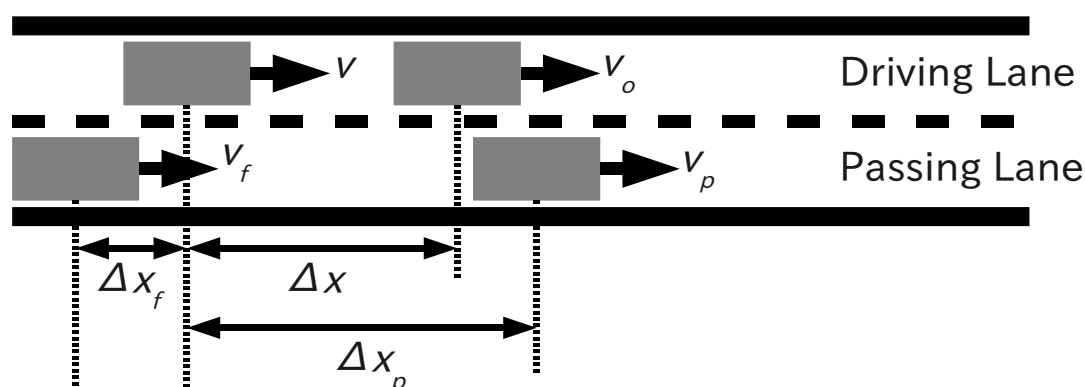 v
v_o
Driving Lane
v_f
v_p
Passing Lane
Δx_f
Δx
Δx_p